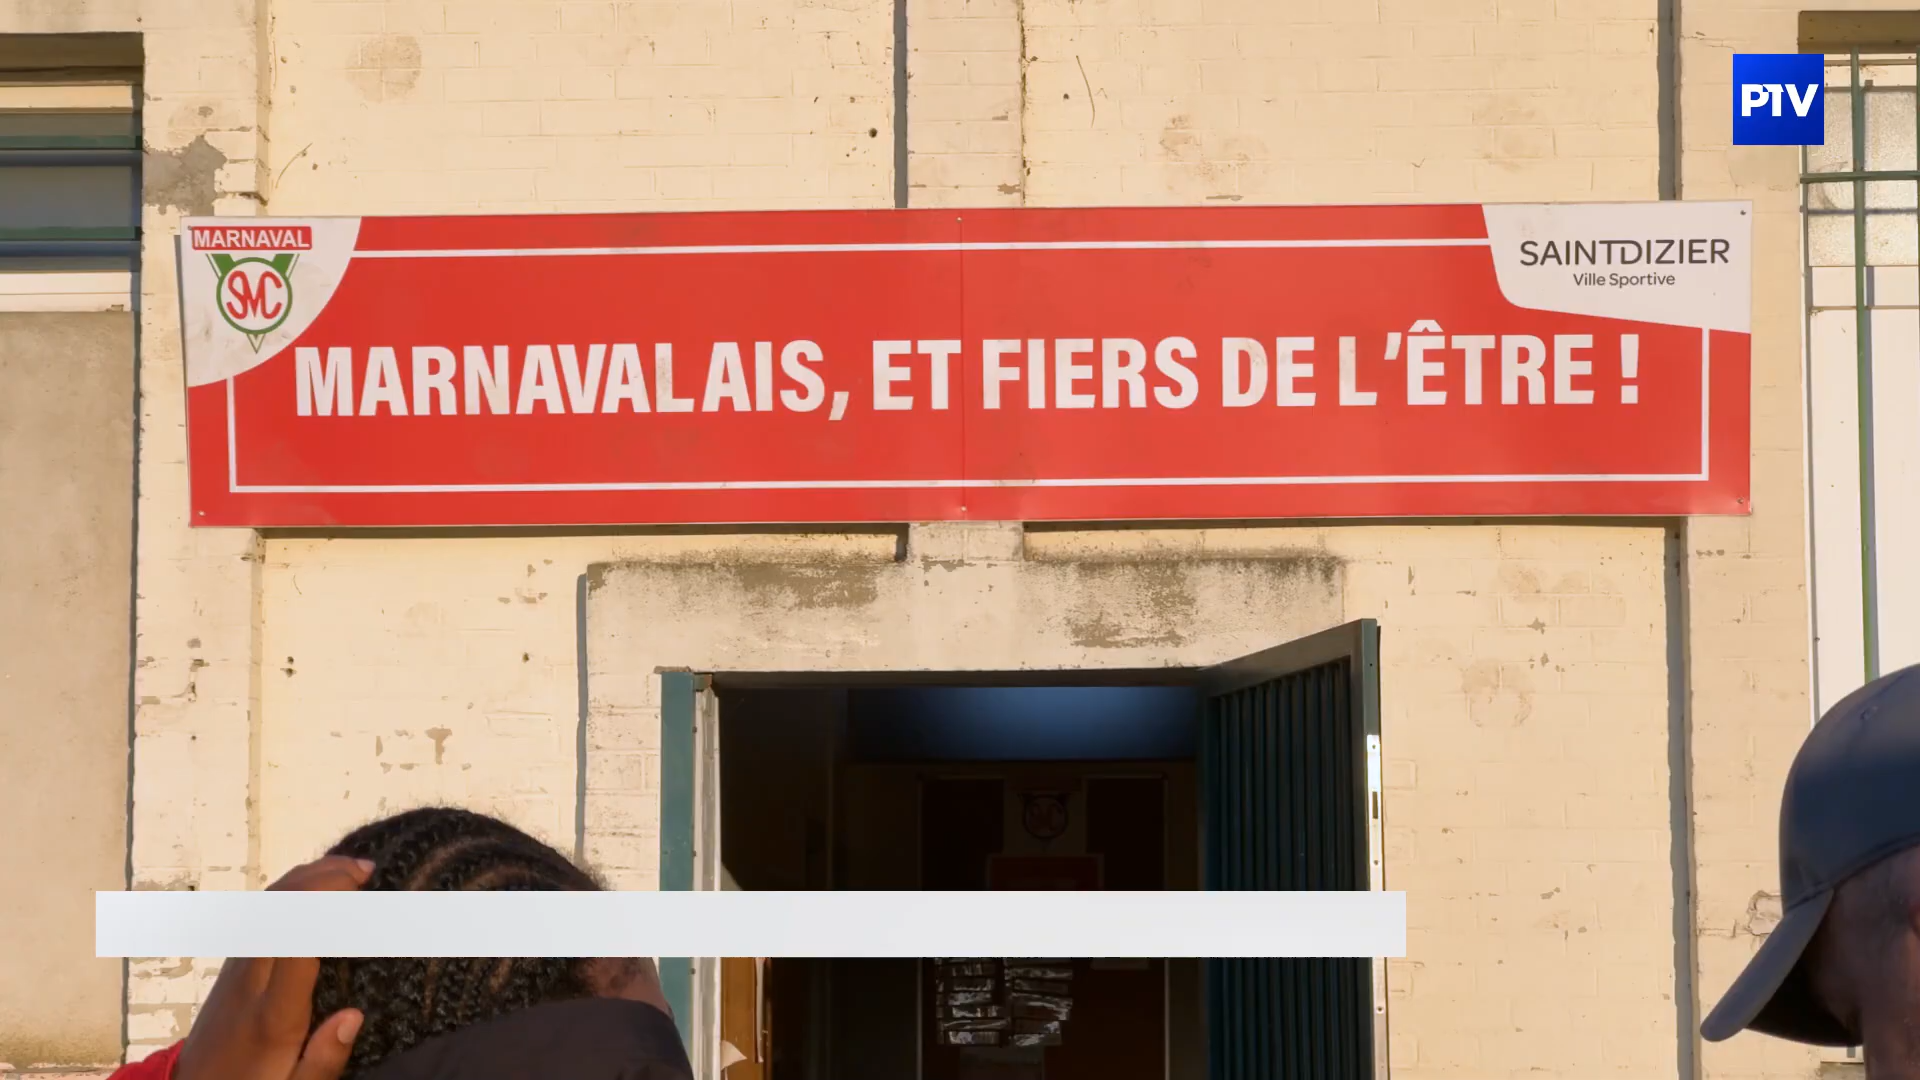 PTV
MARNAVAL
SMC
SAINTDIZIER
Ville Sportive
MARNAVALAIS, ET FIERS DE L'ÊTRE !